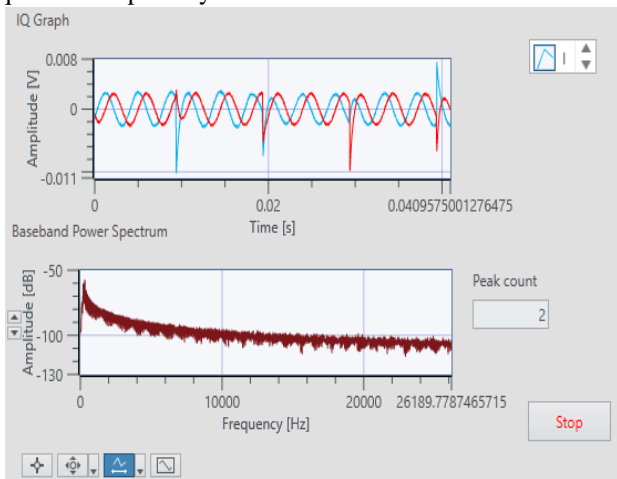 IQ Graph
0.008
0
-0.011
Amplitude [V]
0
0.02
0.0409575001276475
Time [s]
I
Baseband Power Spectrum
-50
-100
-130
Amplitude [dB]
0
10000
20000
26189.7787465715
Frequency [Hz]
Peak count
2
Stop